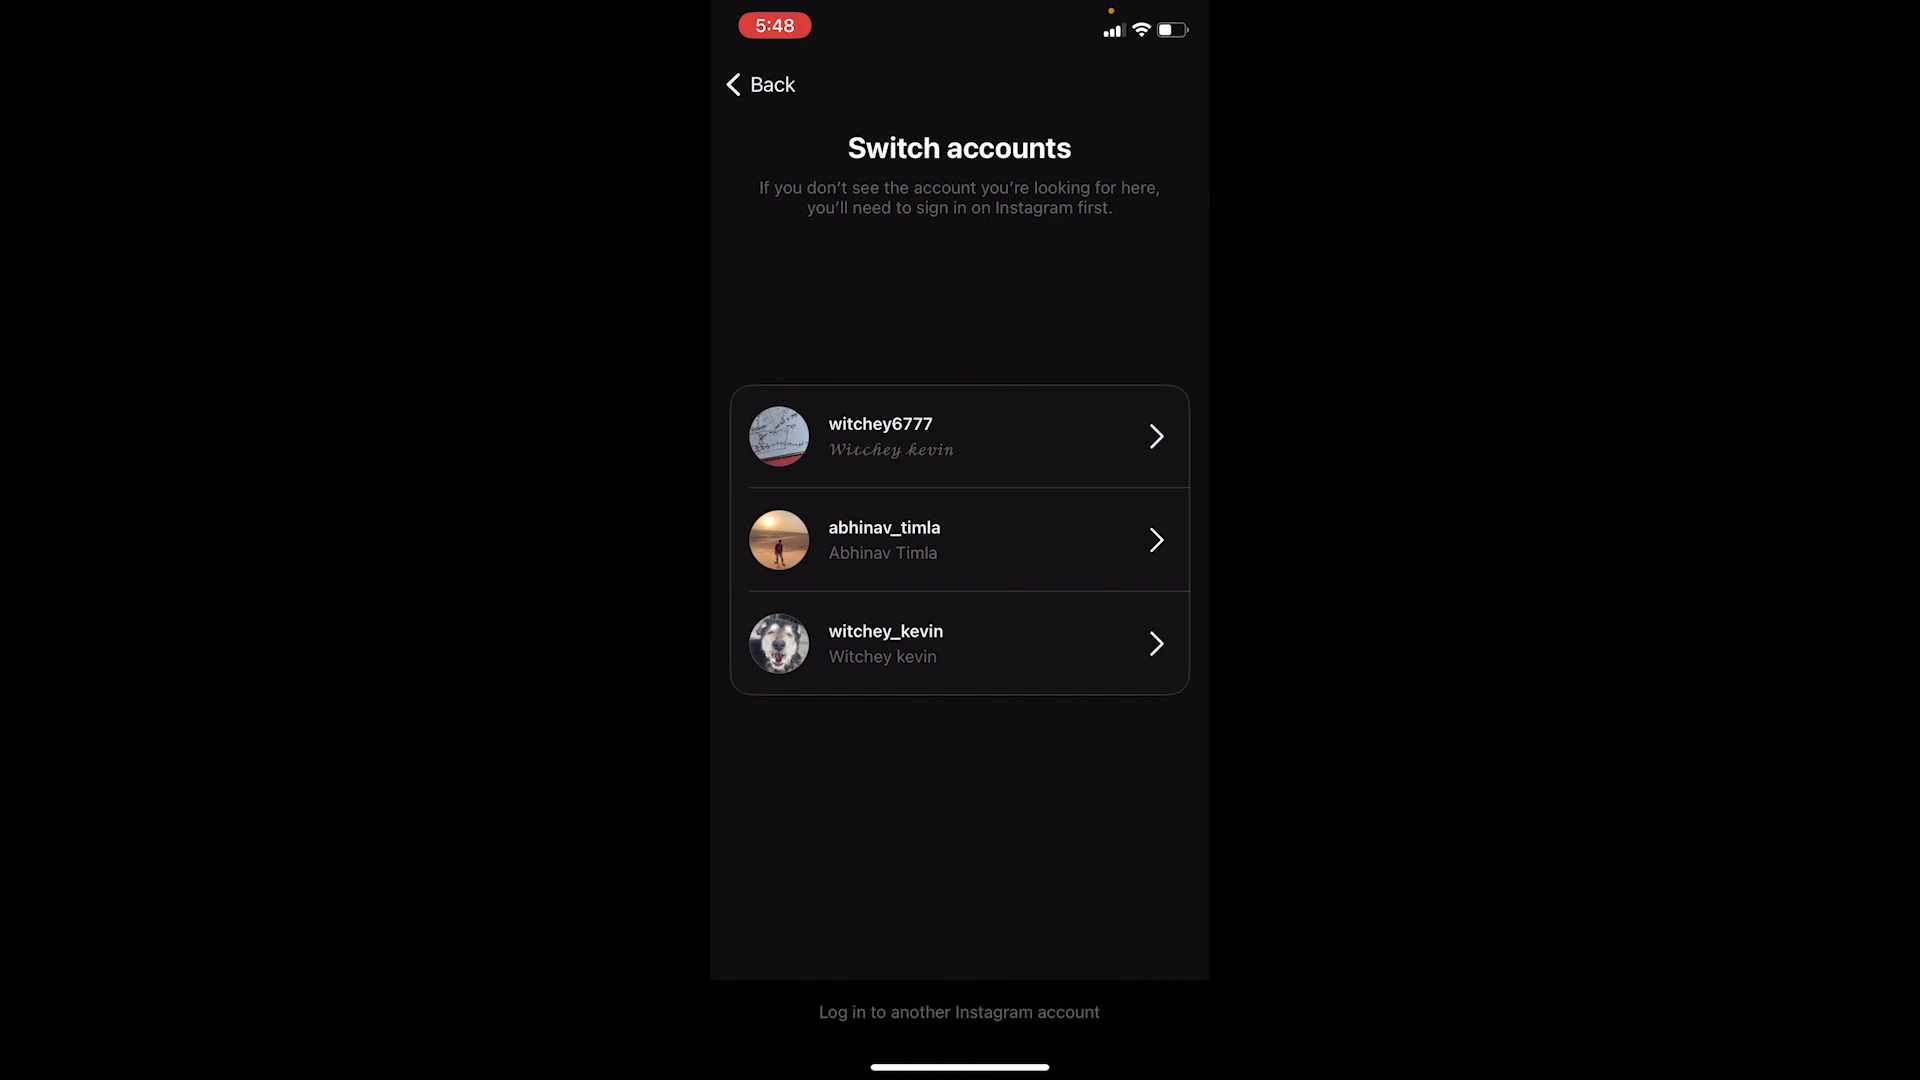 5:48
Back
Switch accounts
If you don’t see the account you’re looking for here,
you’ll need to sign in on Instagram first.
witchey6777
𝓦𝓲𝓽𝓬𝓱𝓮𝔂 𝓴𝓮𝓿𝓲𝓷
abhinav_timla
Abhinav Timla
witchey_kevin
Witchey kevin
Log in to another Instagram account